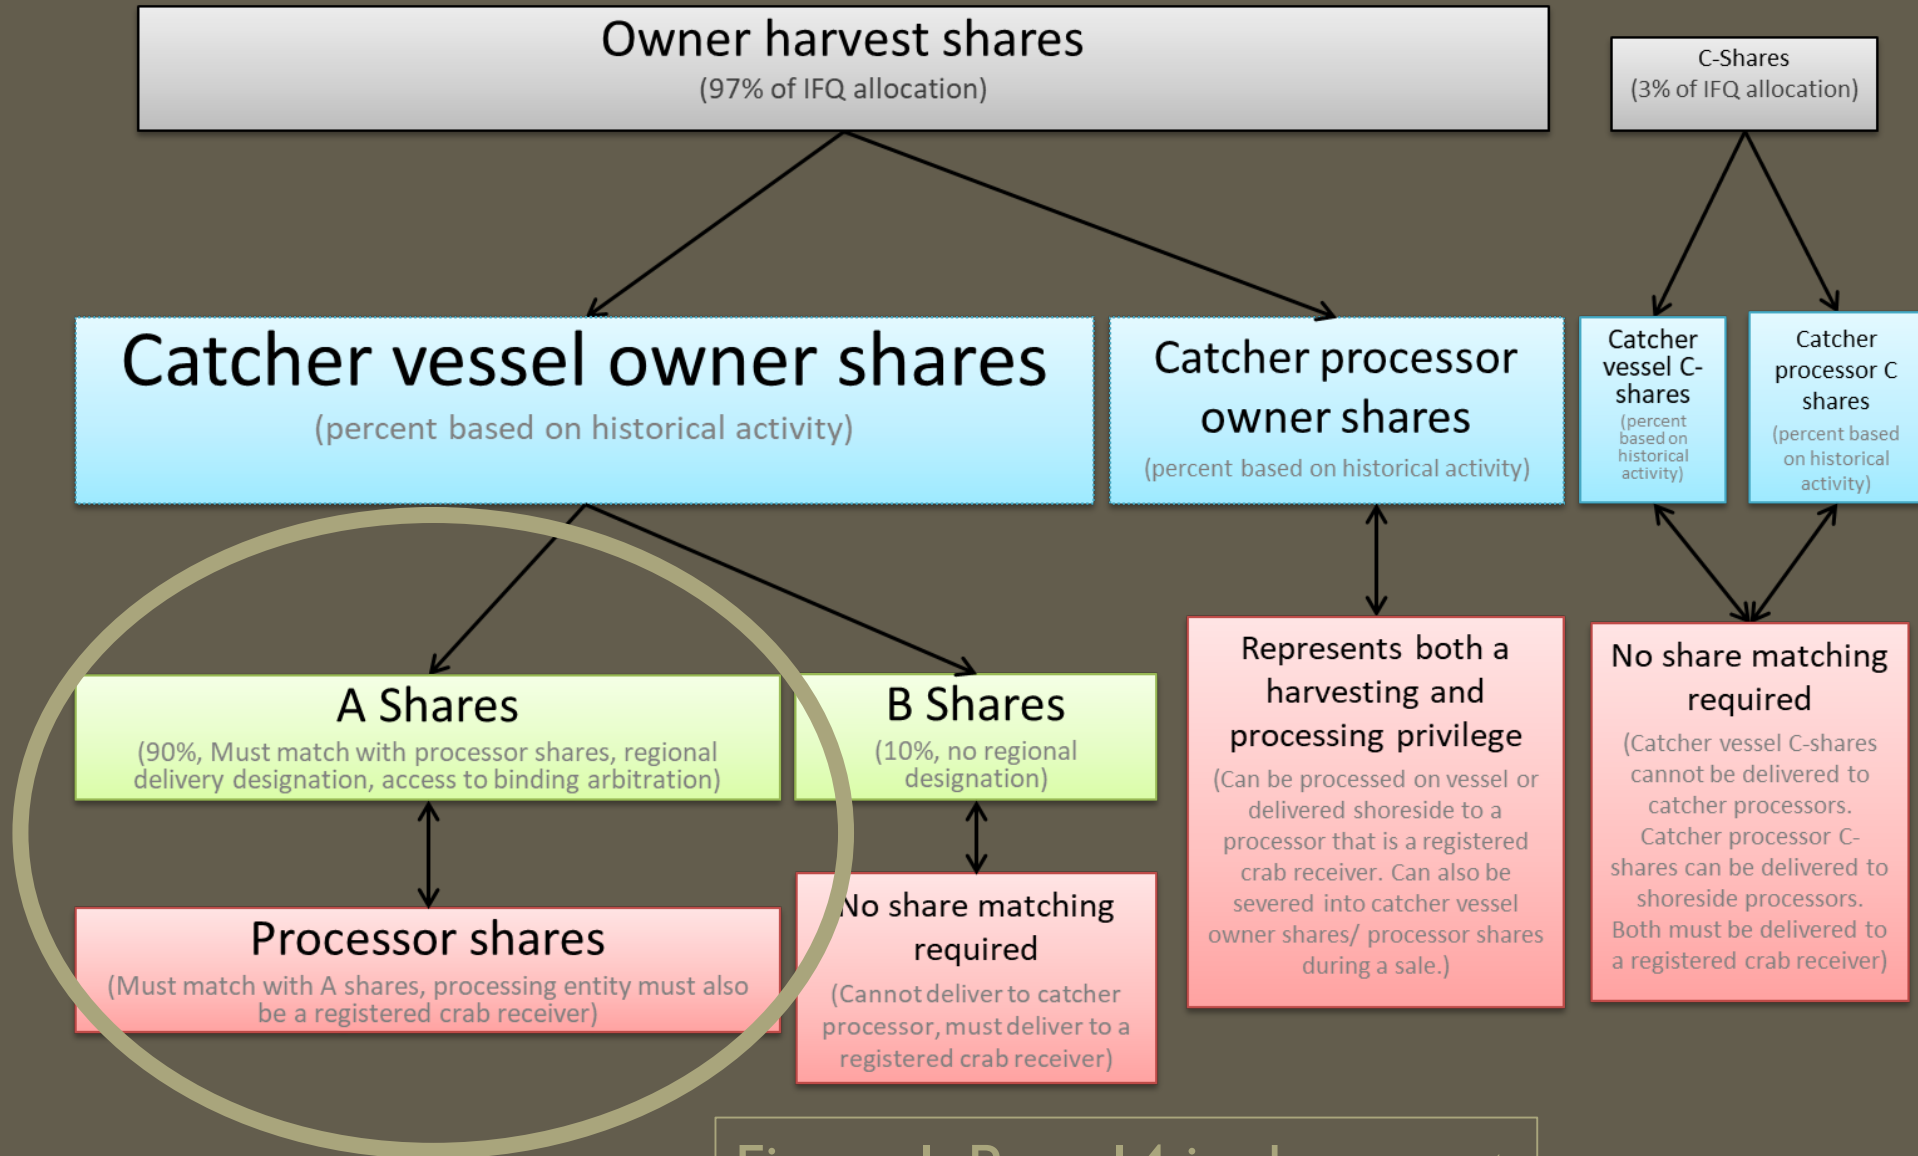 Owner harvest shares
(97% of IFQ allocation)
C-Shares
(3% of IFQ allocation)
Catcher vessel owner shares
(percent based on historical activity)
Catcher processor
owner shares
(percent based on historical activity)
Catcher
vessel C-
shares
(percent
based on
historical
activity)
Catcher
processor C
shares
(percent based
on historical
activity)
A Shares
(90%, Must match with processor shares, regional
delivery designation, access to binding arbitration)
B Shares
(10%, no regional
designation)
Processor shares
(Must match with A shares, processing entity must also
be a registered crab receiver)
No share matching
required
(Cannot deliver to catcher
processor, must deliver to a
registered crab receiver)
Represents both a
harvesting and
processing privilege
(Can be processed on vessel or
delivered shoreside to a
processor that is a registered
crab receiver. Can also be
severed into catcher vessel
owner shares/ processor shares
during a sale.)
No share matching
required
(Catcher vessel C-shares
cannot be delivered to
catcher processors.
Catcher processor C-
shares can be delivered to
shoreside processors.
Both must be delivered to
a registered crab receiver)